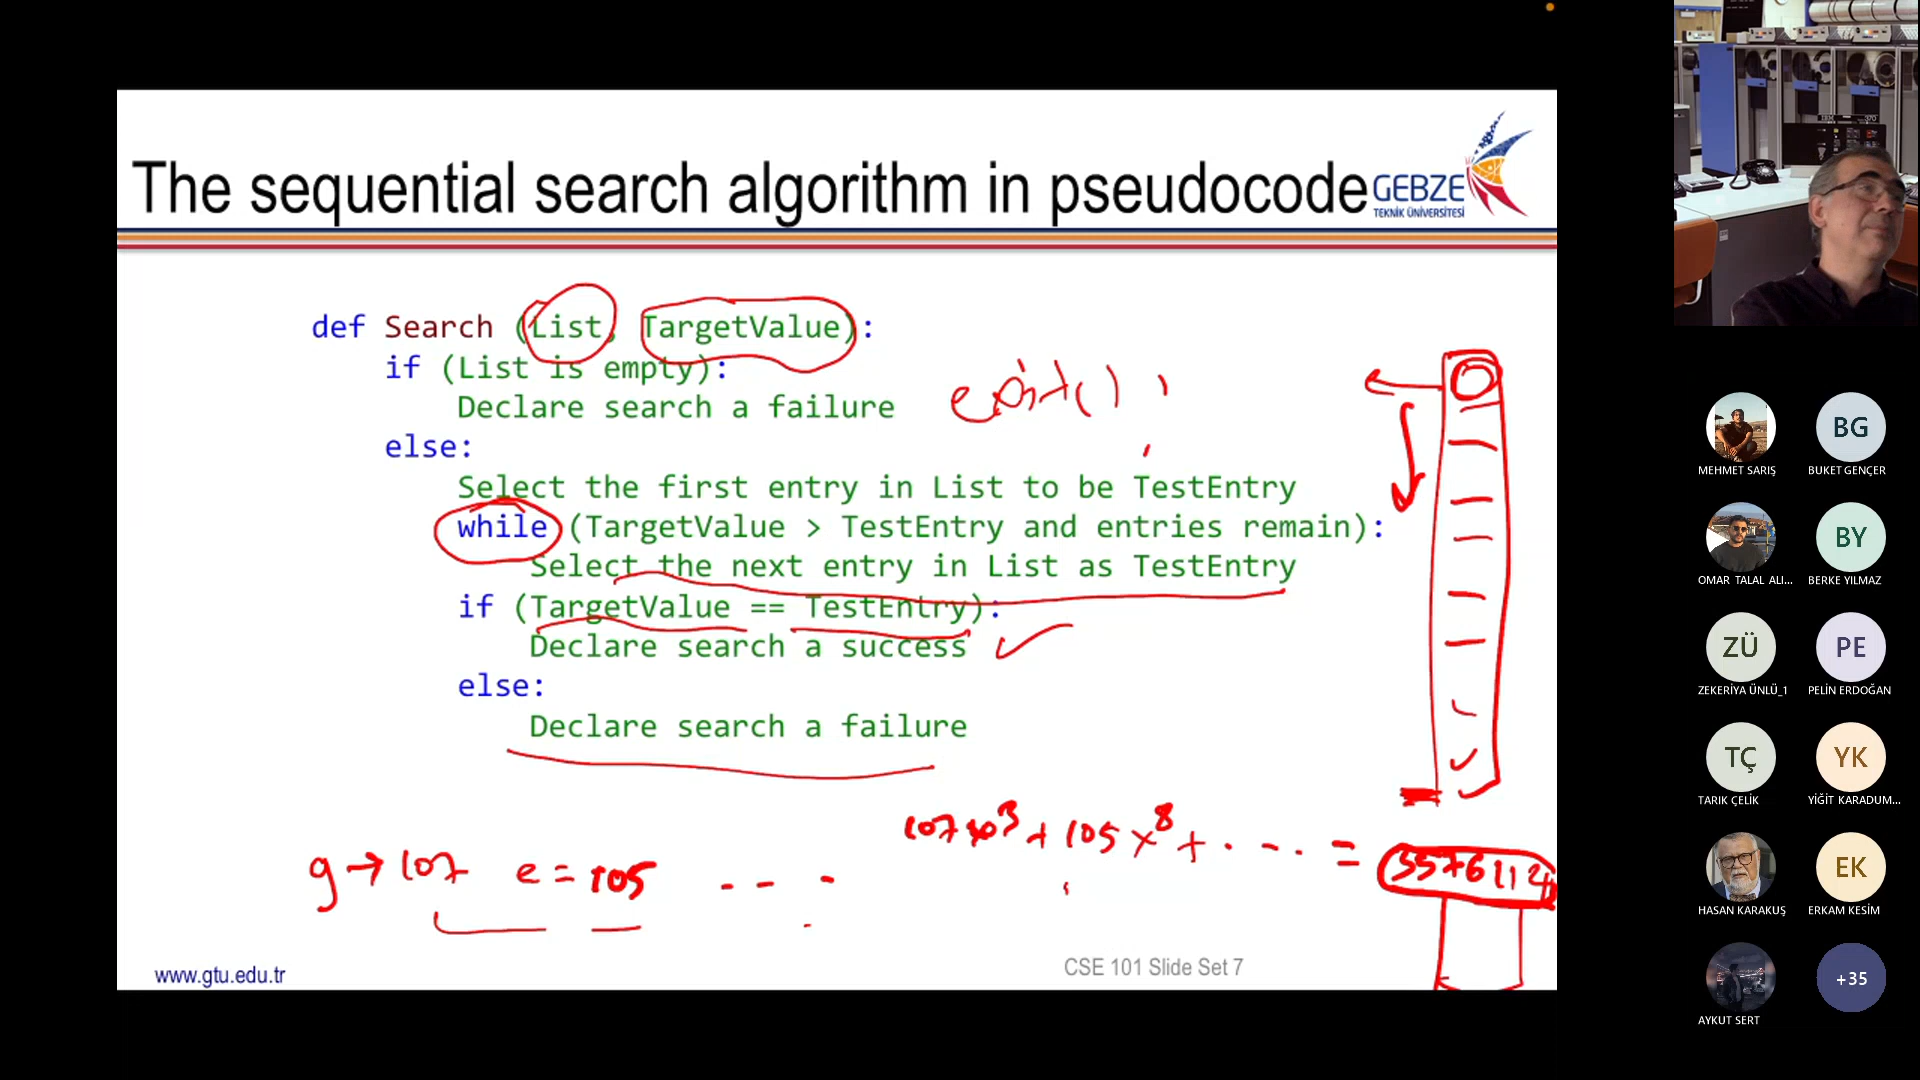 The sequential search algorithm in pseudocode
GEBZE
TEKNİK ÜNİVERSİTESİ
def Search (List, TargetValue):
if (List is empty):
Declare search a failure
else:
Select the first entry in List to be TestEntry
while (TargetValue > TestEntry and entries remain):
Select the next entry in List as TestEntry
if (TargetValue == TestEntry):
Declare search a success
else:
Declare search a failure
g → 107 e = 105
+ 105 x⁸ + . - - . =
www.gtu.edu.tr
CSE 101 Slide Set 7
MEHMET SARIŞ
BG
BUKET GENÇER
OMAR TALAL ALI...
BY
BERKE YILMAZ
ZÜ
ZEKERİYA ÜNLÜ_1
PE
PELİN ERDOĞAN
TÇ
TARIK ÇELİK
YK
YİĞİT KARADUM...
HASAN KARAKUŞ
EK
ERKAM KESİM
AYKUT SERT
+35